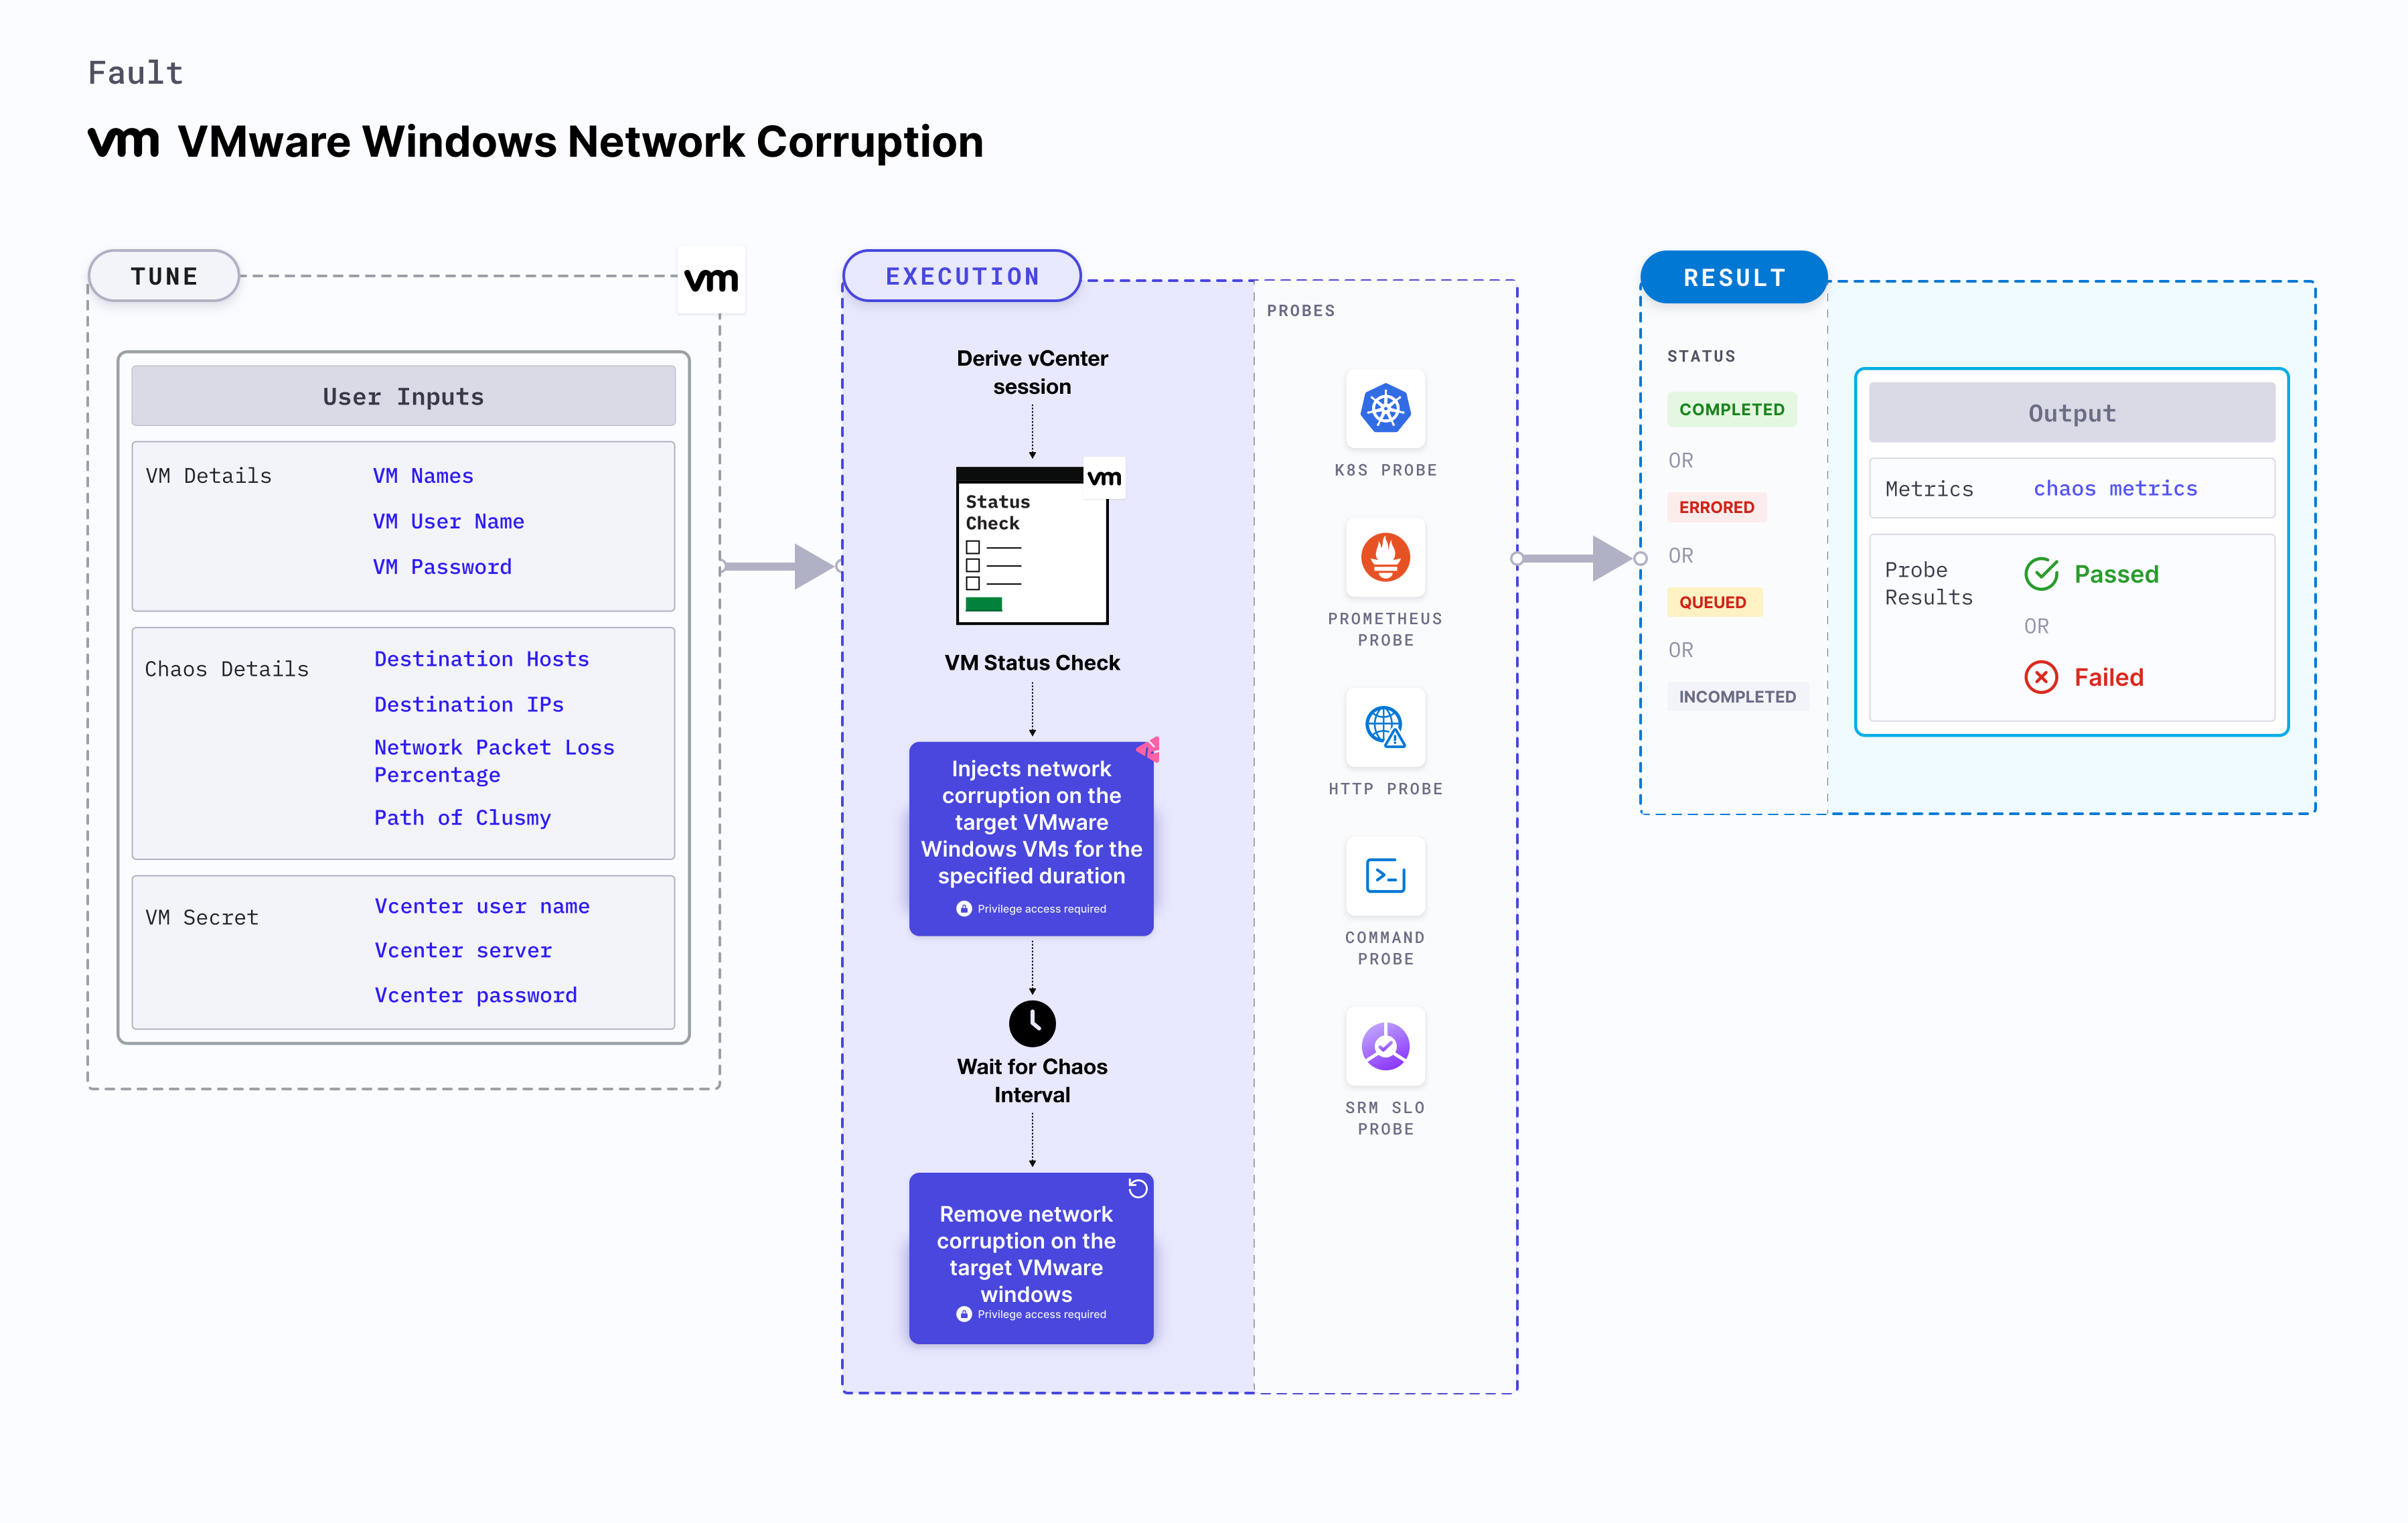 Fault
vm VMware Windows Network Corruption
TUNE
vm
User Inputs
VM Details
VM Names
VM User Name
VM Password
Chaos Details
Destination Hosts
Destination IPs
Network Packet Loss
Percentage
Path of Clusmy
VM Secret
Vcenter user name
Vcenter server
Vcenter password
EXECUTION
Derive vCenter
session
vm
Status
Check
VM Status Check
Injects network
corruption on the
target VMware
Windows VMs for the
specified duration
Privilege access required
Wait for Chaos
Interval
Remove network
corruption on the
target VMware
windows
Privilege access required
PROBES
K8S PROBE
PROMETHEUS
PROBE
HTTP PROBE
COMMAND
PROBE
SRM SLO
PROBE
RESULT
STATUS
COMPLETED
OR
ERRORED
OR
QUEUED
OR
INCOMPLETED
Output
Metrics
chaos metrics
Probe
Results
Passed
OR
Failed